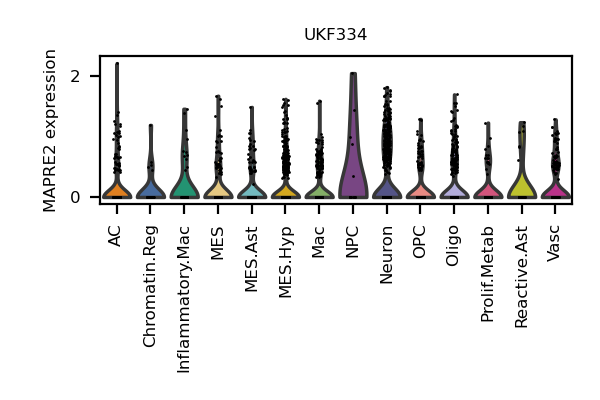 UKF334
MAPRE2 expression
2
0
AC
Chromatin.Reg
Inflammatory.Mac
MES
MES.Ast
MES.Hyp
Mac
NPC
Neuron
OPC
Oligo
Prolif.Metab
Reactive.Ast
Vasc